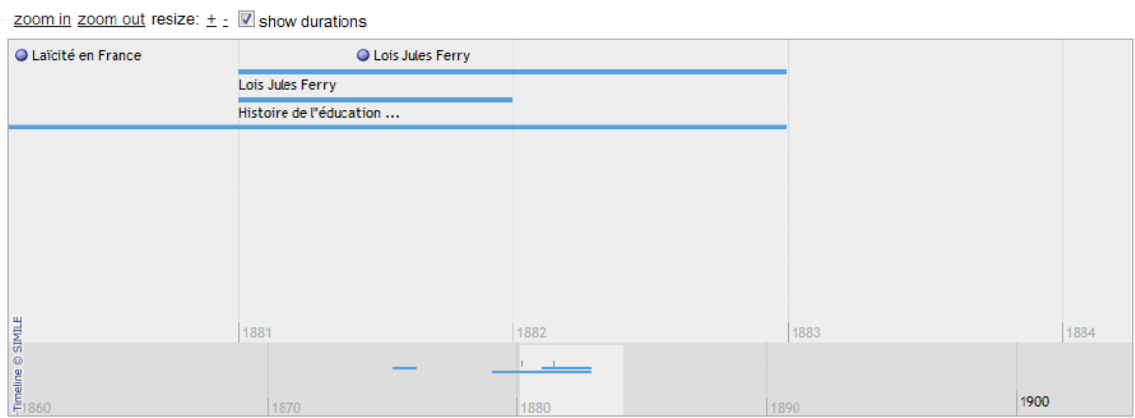 zoom in zoom out resize: + - show durations
Laïcité en France
Lois Jules Ferry
Lois Jules Ferry
Histoire de l"éducation ...
1881
1882
1883
1884
Timeline © SIMILE
1860
1870
1880
1890
1900